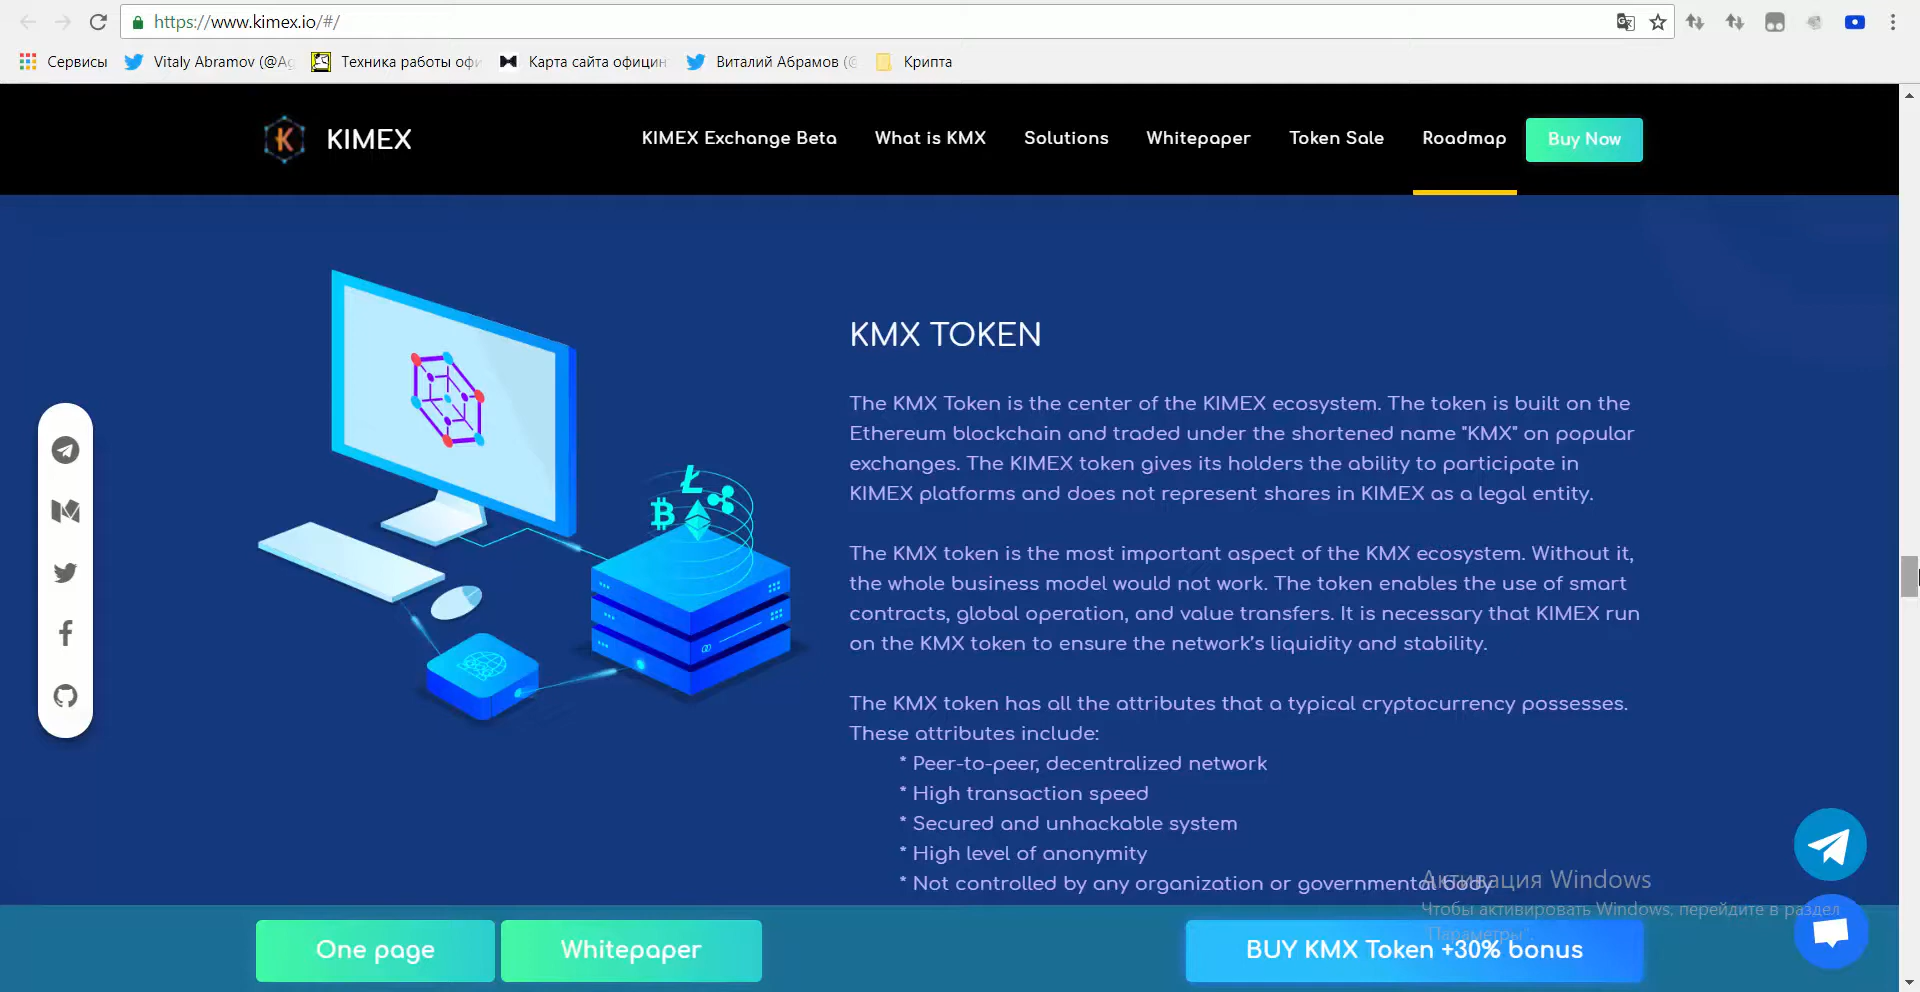 https://www.kimex.io/#/
Сервисы
Vitaly Abramov (@Ag
Техника работы офи
Карта сайта официн
Виталий Абрамов (@
Крипта
KIMEX
KIMEX Exchange Beta
What is KMX
Solutions
Whitepaper
Token Sale
Roadmap
Buy Now
KMX TOKEN
The KMX Token is the center of the KIMEX ecosystem. The token is built on the
Ethereum blockchain and traded under the shortened name "KMX" on popular
exchanges. The KIMEX token gives its holders the ability to participate in
KIMEX platforms and does not represent shares in KIMEX as a legal entity.
The KMX token is the most important aspect of the KMX ecosystem. Without it,
the whole business model would not work. The token enables the use of smart
contracts, global operation, and value transfers. It is necessary that KIMEX run
on the KMX token to ensure the network's liquidity and stability.
The KMX token has all the attributes that a typical cryptocurrency possesses.
These attributes include:
* Peer-to-peer, decentralized network
* High transaction speed
* Secured and unhackable system
* High level of anonymity
* Not controlled by any organization or governmental body
Активация Windows
Чтобы активировать Windows, перейдите в раздел
"Параметры".
One page
Whitepaper
BUY KMX Token +30% bonus